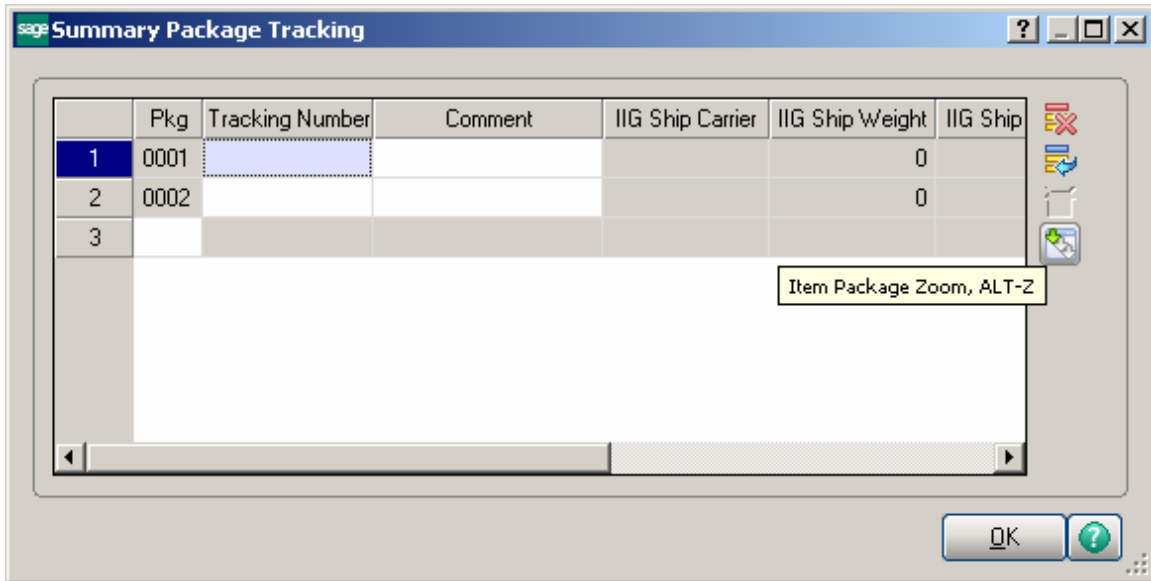 sage Summary Package Tracking
Pkg Tracking Number Comment IIG Ship Carrier IIG Ship Weight IIG Ship
1 0001 0
2 0002 0
3
Item Package Zoom, ALT-Z
OK